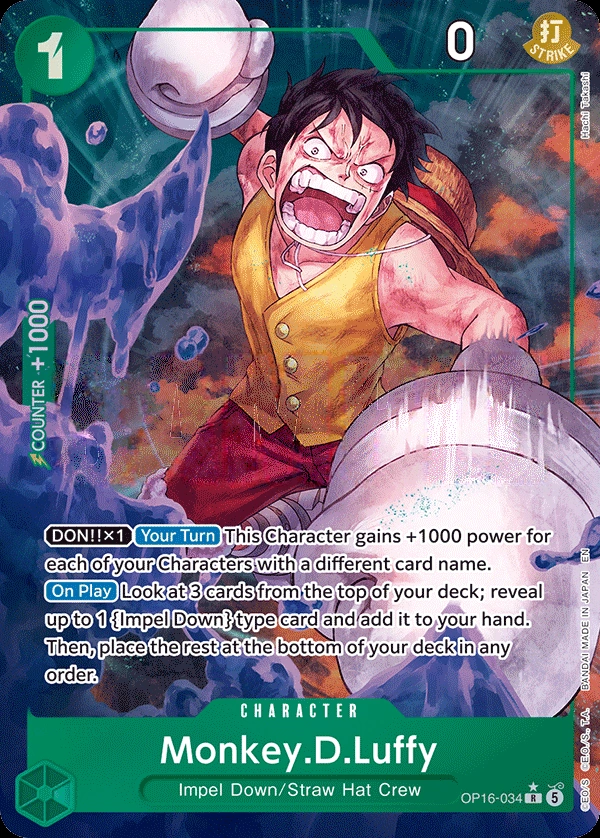 1
0
打
STRIKE
Hachi Takashi
COUNTER +1000
DON!!×1 Your Turn This Character gains +1000 power for
each of your Characters with a different card name.
On Play Look at 3 cards from the top of your deck; reveal
up to 1 {Impel Down} type card and add it to your hand.
Then, place the rest at the bottom of your deck in any
order.
©E.O/S ©E.O./S., T.A. BANDAI MADE IN JAPAN EN
CHARACTER
Monkey.D.Luffy
Impel Down/Straw Hat Crew
OP16-034 ★ R 5